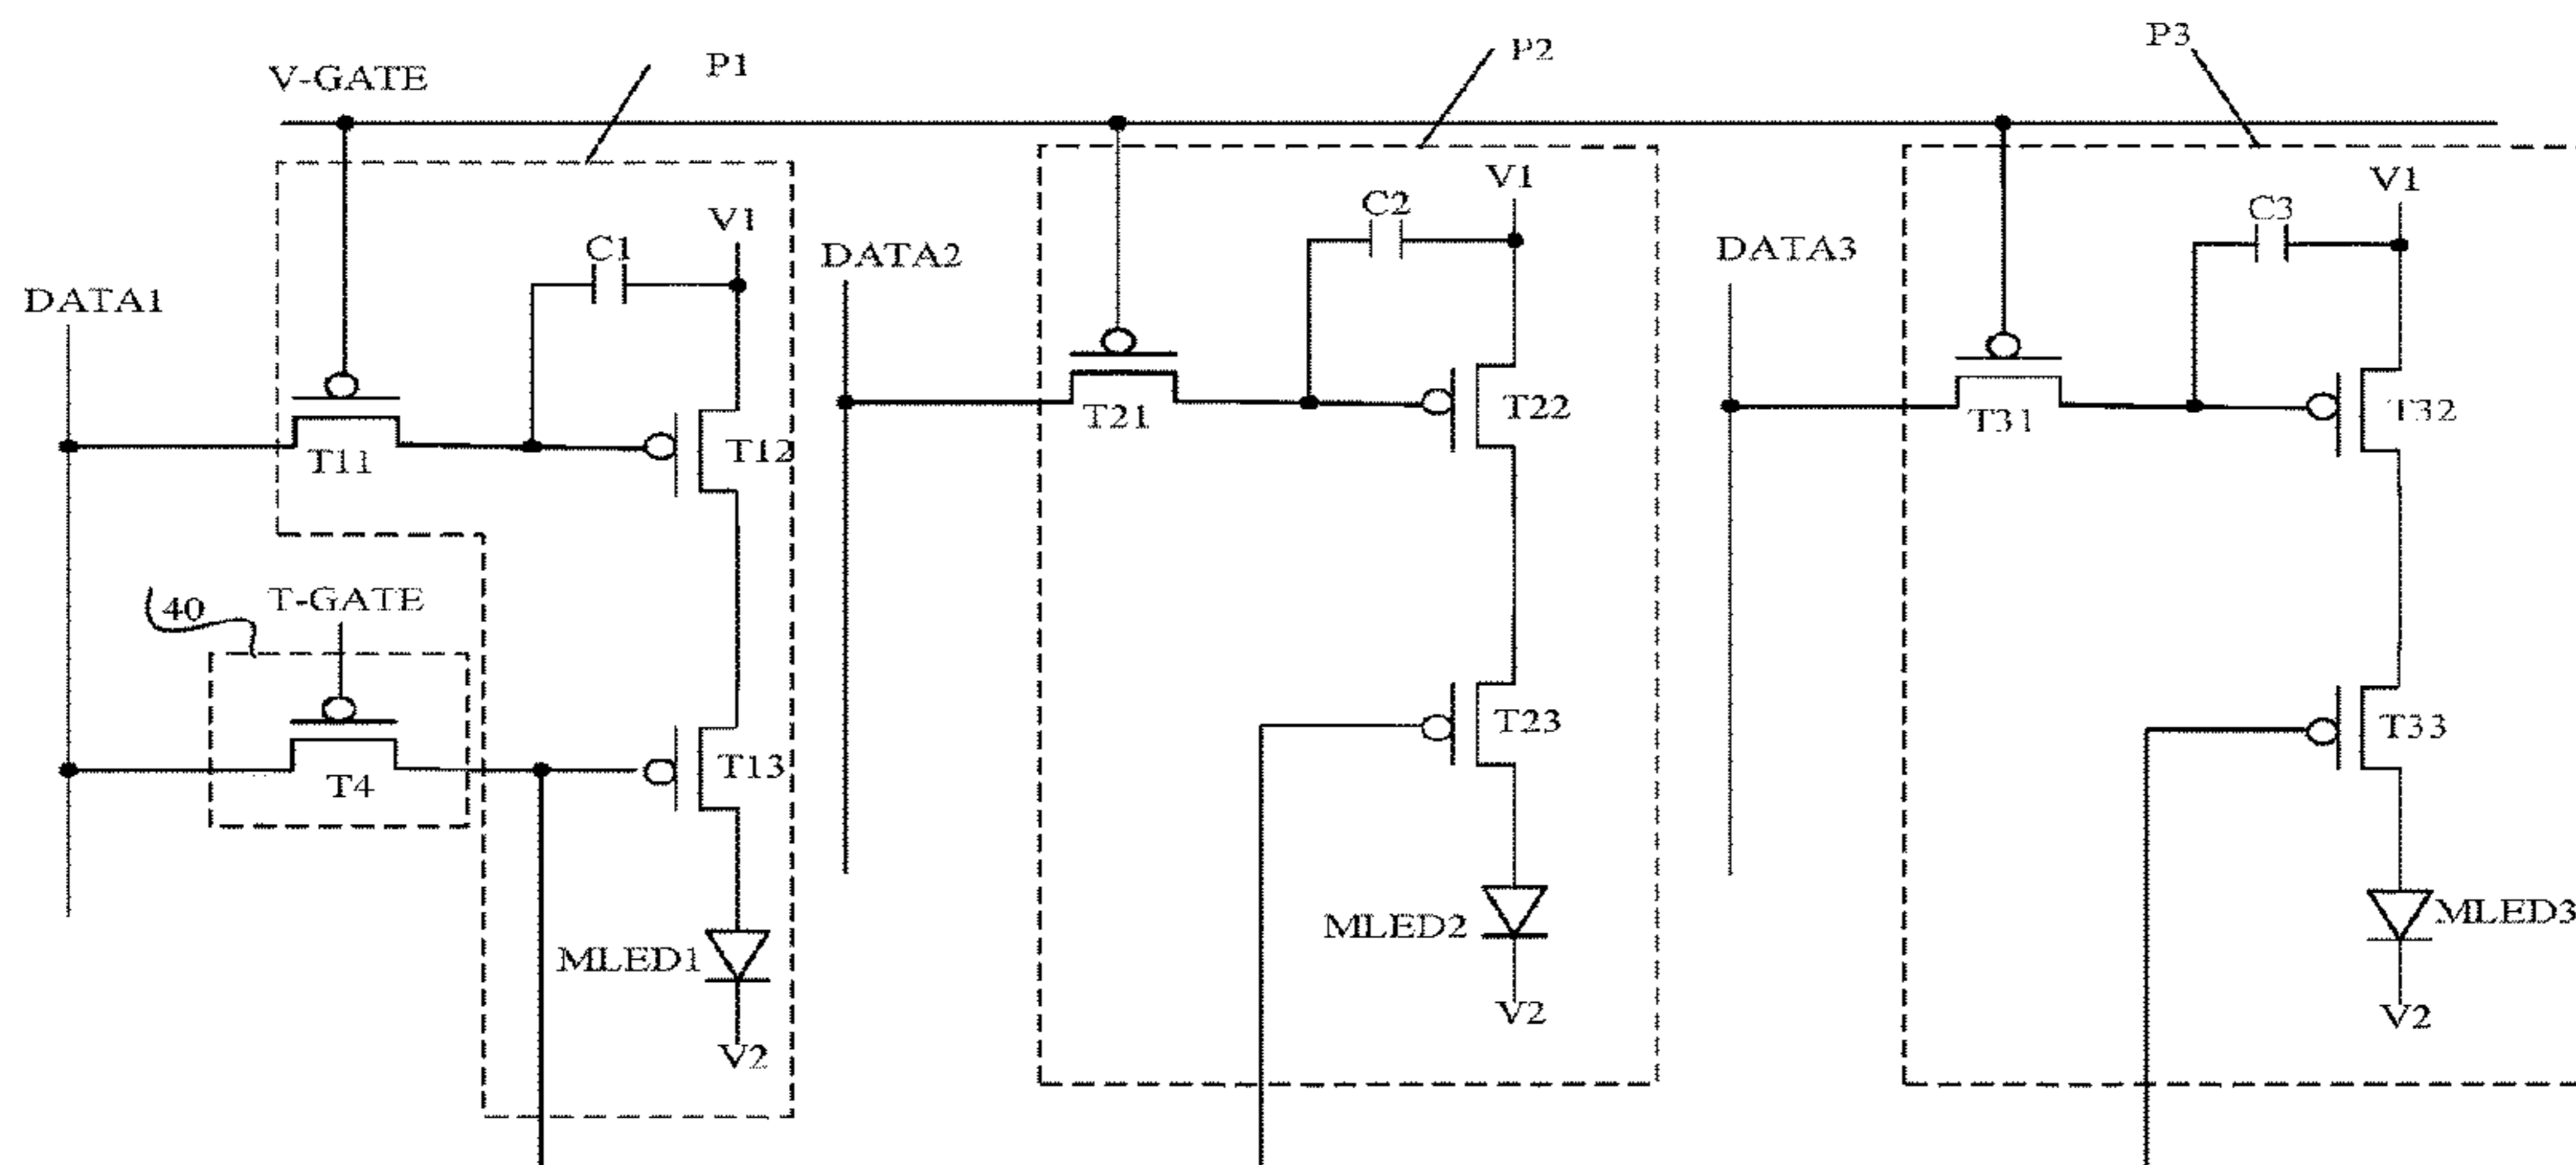 V-GATE
P1
P2
P3
V1
C1
DATA1
T11
T12
40
T-GATE
T4
T13
MLED1
V2
DATA2
V1
C2
T21
T22
T23
MLED2
V2
DATA3
V1
C3
T31
T32
T33
MLED3
V2